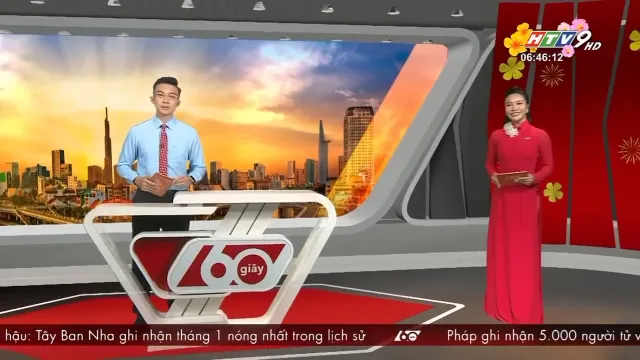 HTV9 HD
06:46:12
60 giây
hậu: Tây Ban Nha ghi nhận tháng 1 nóng nhất trong lịch sử
60
Pháp ghi nhận 5.000 người tử v